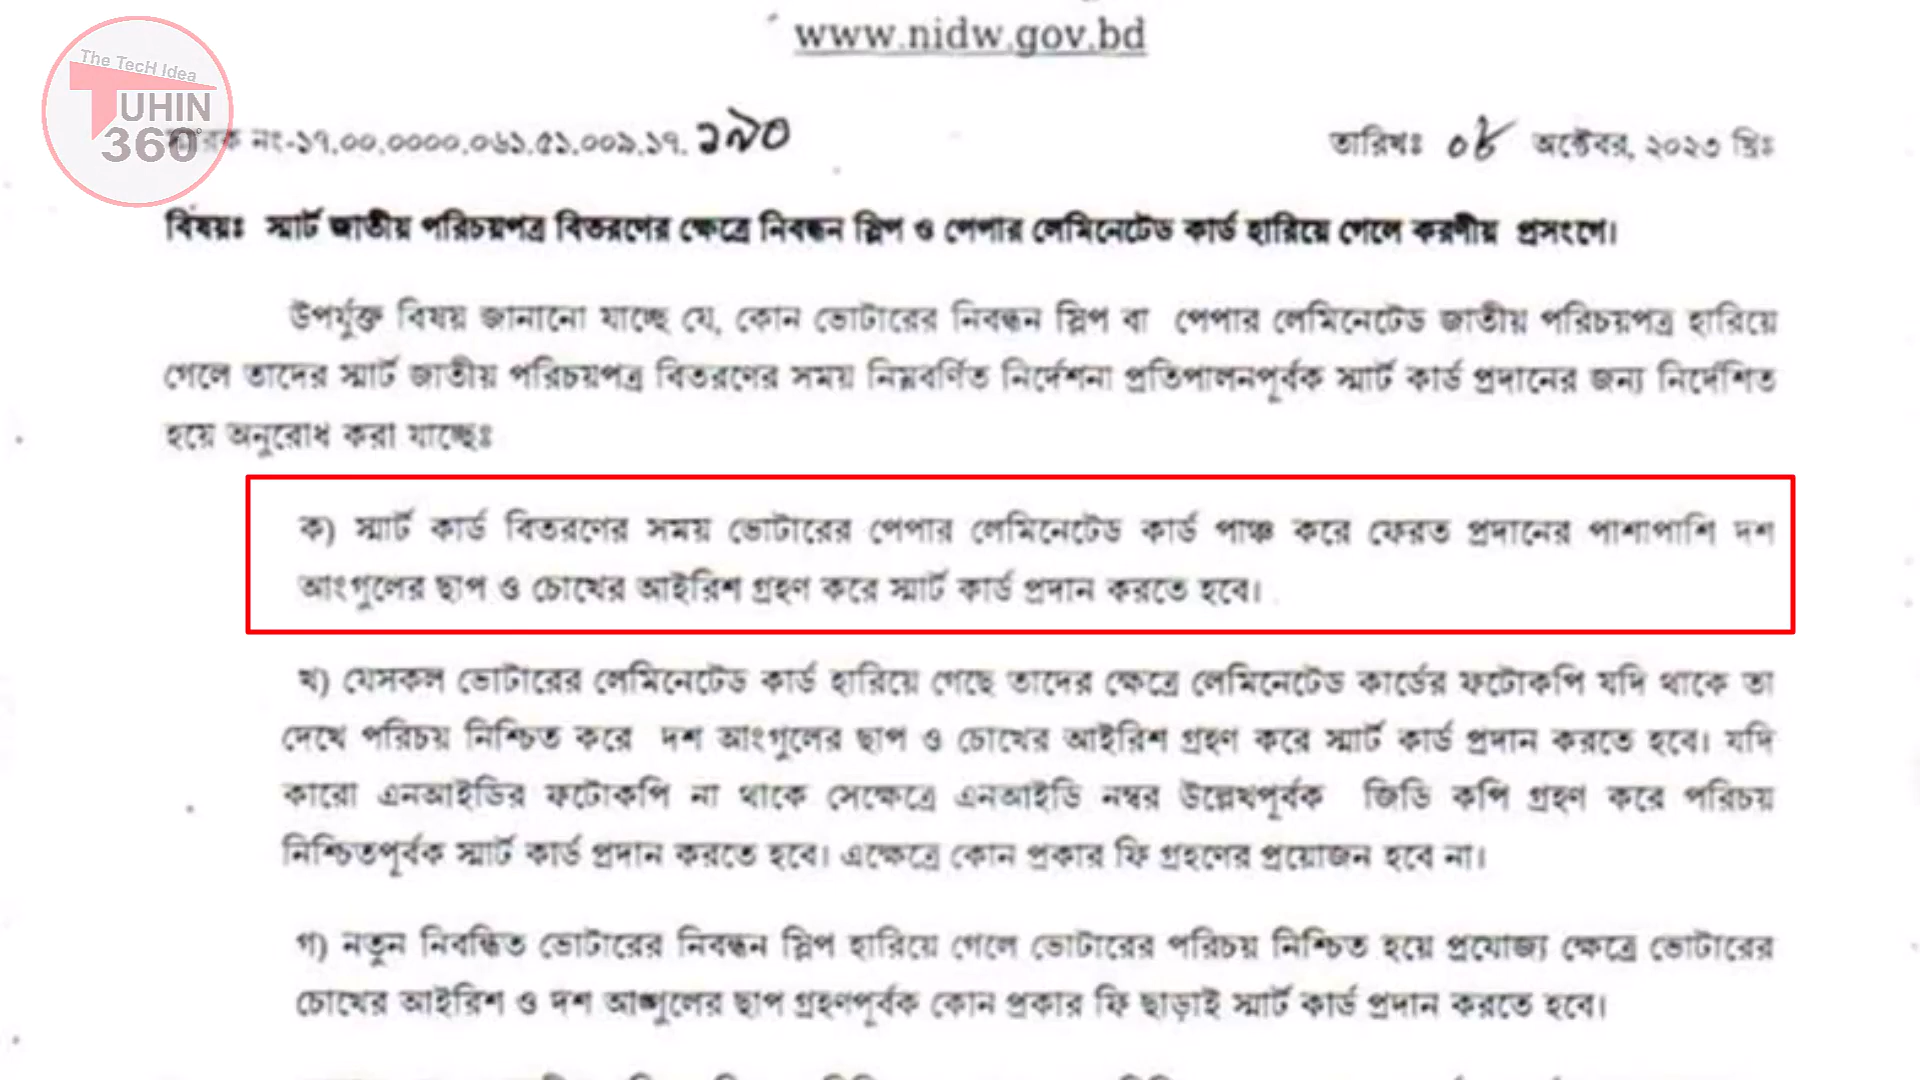 www.nidw.gov.bd
The TecH Idea
TUHIN
360°
স্মারক নং-১৭.০০.০০০০.০৬১.৫১.০০৯.১৭.১৯০
তারিখঃ ০৮ অক্টোবর, ২০২৩ খ্রিঃ
বিষয়ঃ স্মার্ট জাতীয় পরিচয়পত্র বিতরণের ক্ষেত্রে নিবন্ধন স্লিপ ও পেপার লেমিনেটেড কার্ড হারিয়ে গেলে করণীয় প্রসংগে।
উপর্যুক্ত বিষয় জানানো যাচ্ছে যে, কোন ভোটারের নিবন্ধন স্লিপ বা পেপার লেমিনেটেড জাতীয় পরিচয়পত্র হারিয়ে
গেলে তাদের স্মার্ট জাতীয় পরিচয়পত্র বিতরণের সময় নিম্নবর্ণিত নির্দেশনা প্রতিপালনপূর্বক স্মার্ট কার্ড প্রদানের জন্য নির্দেশিত
হয়ে অনুরোধ করা যাচ্ছেঃ
ক) স্মার্ট কার্ড বিতরণের সময় ভোটারের পেপার লেমিনেটেড কার্ড পাঞ্চ করে ফেরত প্রদানের পাশাপাশি দশ
আংগুলের ছাপ ও চোখের আইরিশ গ্রহণ করে স্মার্ট কার্ড প্রদান করতে হবে।
খ) যেসকল ভোটারের লেমিনেটেড কার্ড হারিয়ে গেছে তাদের ক্ষেত্রে লেমিনেটেড কার্ডের ফটোকপি যদি থাকে তা
দেখে পরিচয় নিশ্চিত করে দশ আংগুলের ছাপ ও চোখের আইরিশ গ্রহণ করে স্মার্ট কার্ড প্রদান করতে হবে। যদি
কারো এনআইডির ফটোকপি না থাকে সেক্ষেত্রে এনআইডি নম্বর উল্লেখপূর্বক জিডি কপি গ্রহণ করে পরিচয়
নিশ্চিতপূর্বক স্মার্ট কার্ড প্রদান করতে হবে। এক্ষেত্রে কোন প্রকার ফি গ্রহণের প্রয়োজন হবে না।
গ) নতুন নিবন্ধিত ভোটারের নিবন্ধন স্লিপ হারিয়ে গেলে ভোটারের পরিচয় নিশ্চিত হয়ে প্রযোজ্য ক্ষেত্রে ভোটারের
চোখের আইরিশ ও দশ আঙ্গুলের ছাপ গ্রহণপূর্বক কোন প্রকার ফি ছাড়াই স্মার্ট কার্ড প্রদান করতে হবে।